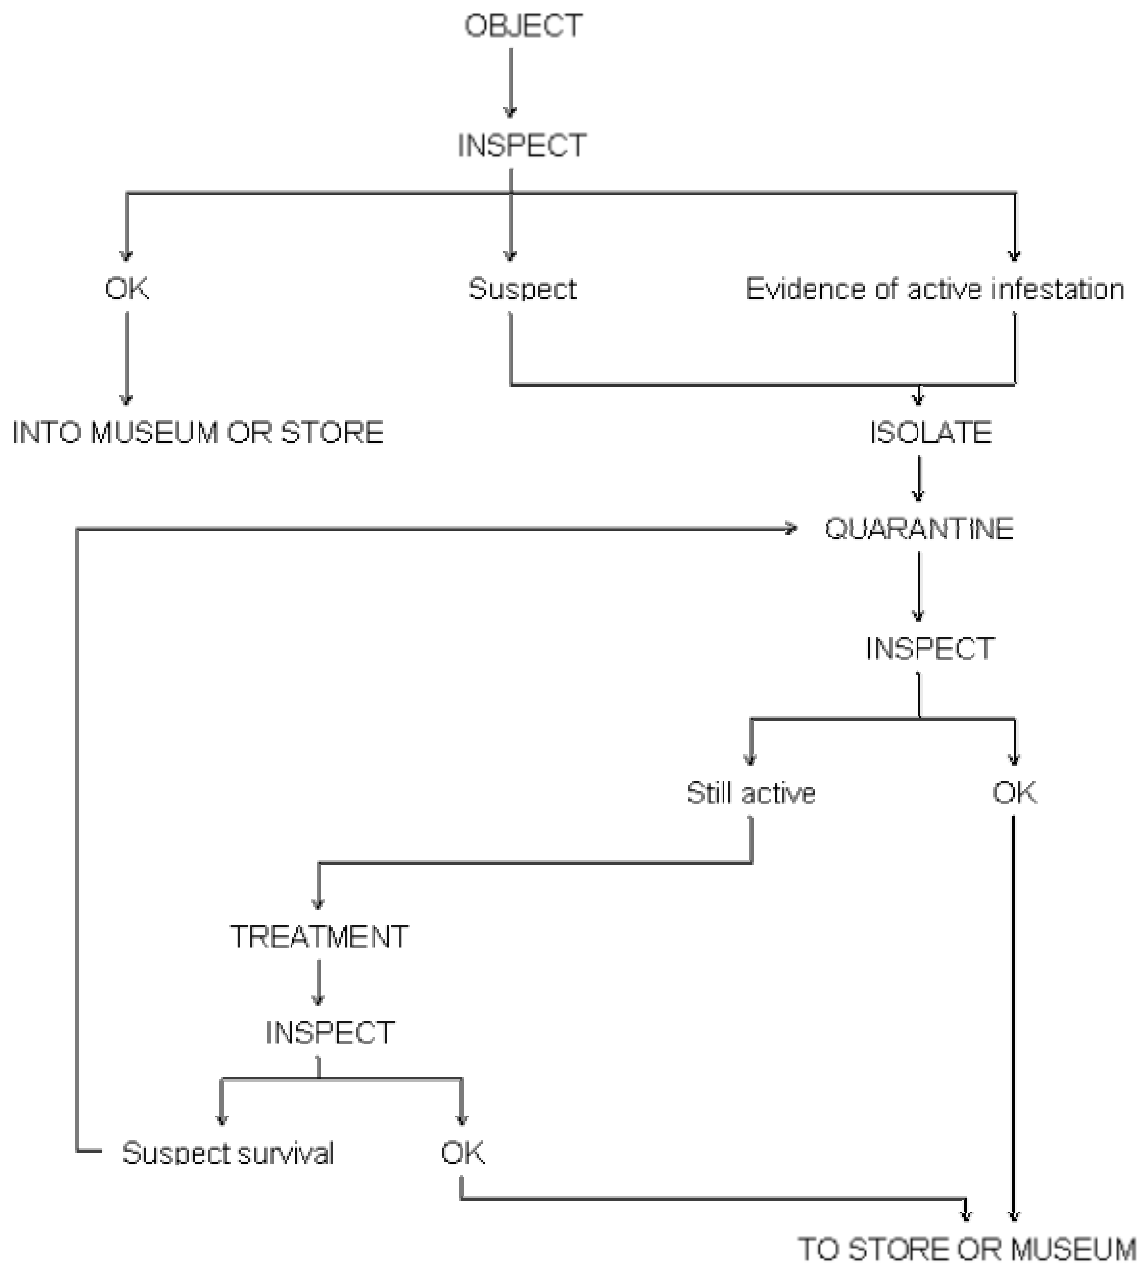 OBJECT
INSPECT
OK
Suspect
Evidence of active infestation
INTO MUSEUM OR STORE
ISOLATE
QUARANTINE
INSPECT
Still active
OK
TREATMENT
INSPECT
Suspect survival
OK
TO STORE OR MUSEUM